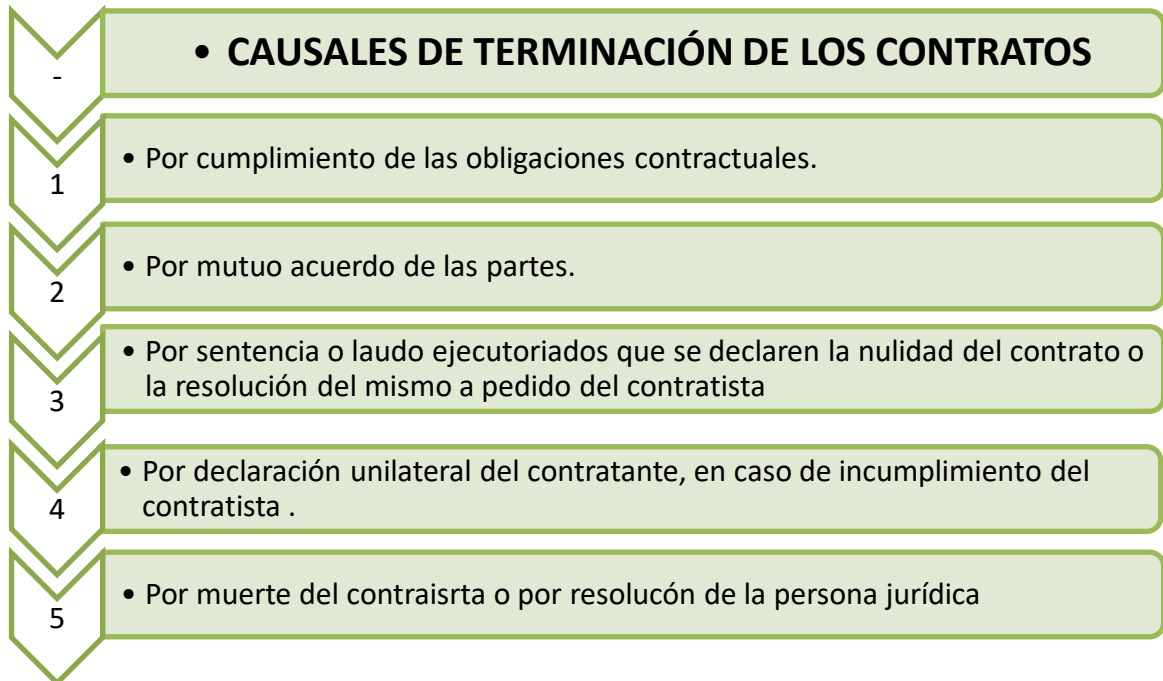 -
• CAUSALES DE TERMINACIÓN DE LOS CONTRATOS
1
• Por cumplimiento de las obligaciones contractuales.
2
• Por mutuo acuerdo de las partes.
3
• Por sentencia o laudo ejecutoriados que se declaren la nulidad del contrato o
la resolución del mismo a pedido del contratista
4
• Por declaración unilateral del contratante, en caso de incumplimiento del
contratista .
5
• Por muerte del contraisrta o por resolucón de la persona jurídica